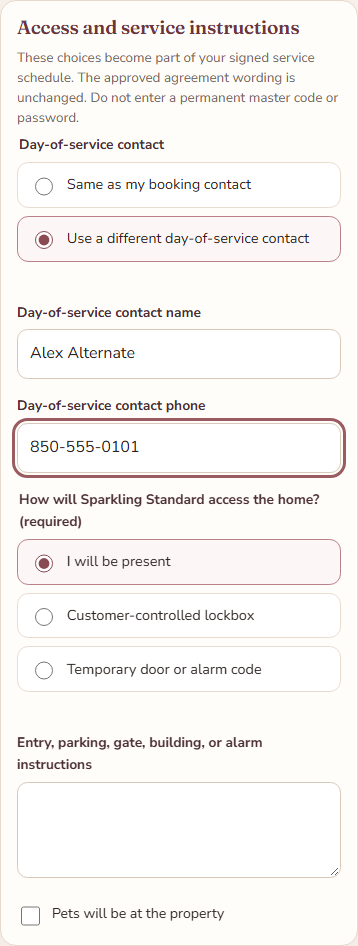 Access and service instructions
These choices become part of your signed service
schedule. The approved agreement wording is
unchanged. Do not enter a permanent master code or
password.
Day-of-service contact
Same as my booking contact
Use a different day-of-service contact
Day-of-service contact name
Alex Alternate
Day-of-service contact phone
850-555-0101
How will Sparkling Standard access the home?
(required)
I will be present
Customer-controlled lockbox
Temporary door or alarm code
Entry, parking, gate, building, or alarm
instructions
Pets will be at the property